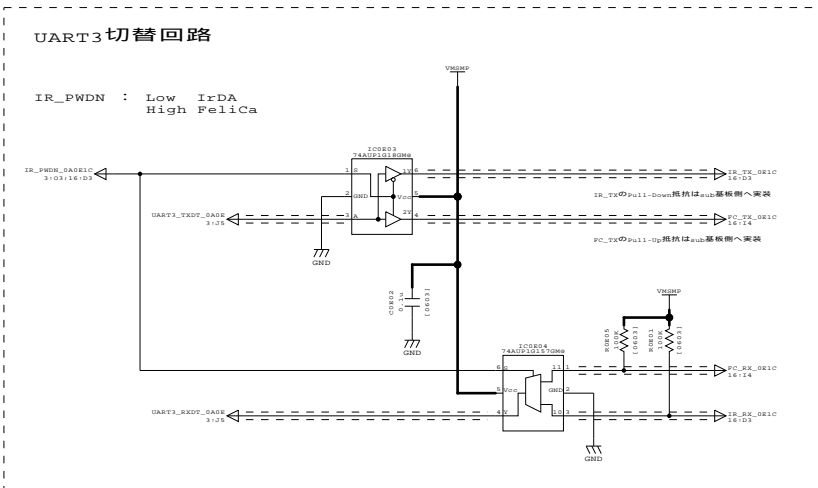 UART3切替回路
IR_PWDN : Low IrDA
High FeliCa
VMSMP
IC0E03
74AUP1G18GM@
IR_PWDN_0A0E1C
3:O3;16:D3
1 S
1Y 6
IR_TX_0E1C
16:D3
2 GND
Vcc 5
IR_TXのPull-Down抵抗はsub基板側へ実装
UART3_TXDT_0A0E
3:J5
3 A
2Y 4
FC_TX_0E1C
16:I4
FC_TXのPull-Up抵抗はsub基板側へ実装
GND
C0E02
0.1u
[0603]
GND
VMSMP
R0E05
100K
[0603]
R0E01
100K
[0603]
IC0E04
74AUP1G157GM@
6 S
I1 1
FC_RX_0E1C
16:I4
5 Vcc
GND 2
UART3_RXDT_0A0E
3:J5
4 Y
I0 3
IR_RX_0E1C
16:D3
GND